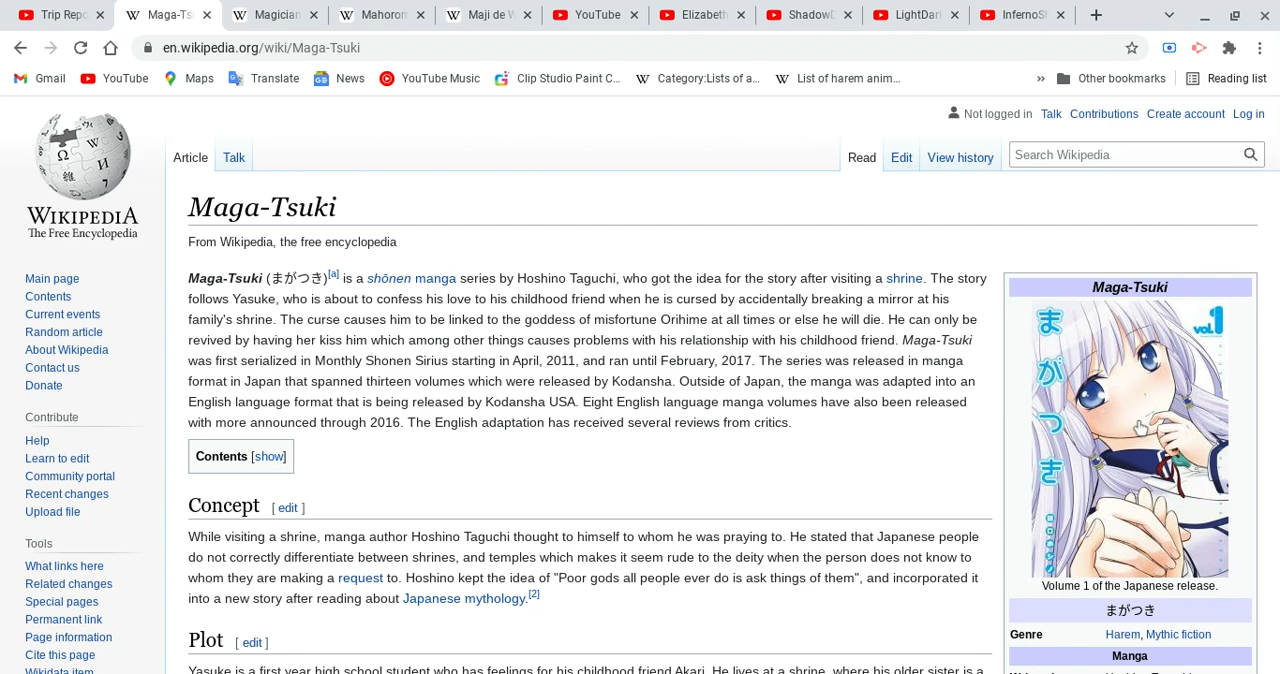 Trip Repo
Maga-Tsu
Magician
Mahoron
Maji de W
YouTube
Elizabeth
ShadowD
LightDark
InfernoSh
en.wikipedia.org/wiki/Maga-Tsuki
Gmail
YouTube
Maps
Translate
News
YouTube Music
Clip Studio Paint C...
Category:Lists of a...
List of harem anim...
»
Other bookmarks
Reading list
Not logged in Talk Contributions Create account Log in
Article Talk
Read Edit View history
Search Wikipedia
WIKIPEDIA
The Free Encyclopedia
Main page
Contents
Current events
Random article
About Wikipedia
Contact us
Donate
Contribute
Help
Learn to edit
Community portal
Recent changes
Upload file
Tools
What links here
Related changes
Special pages
Permanent link
Page information
Cite this page
Wikidata item
Maga-Tsuki
From Wikipedia, the free encyclopedia
Maga-Tsuki (まがつき)[a] is a shōnen manga series by Hoshino Taguchi, who got the idea for the story after visiting a shrine. The story
follows Yasuke, who is about to confess his love to his childhood friend when he is cursed by accidentally breaking a mirror at his
family's shrine. The curse causes him to be linked to the goddess of misfortune Orihime at all times or else he will die. He can only be
revived by having her kiss him which among other things causes problems with his relationship with his childhood friend. Maga-Tsuki
was first serialized in Monthly Shonen Sirius starting in April, 2011, and ran until February, 2017. The series was released in manga
format in Japan that spanned thirteen volumes which were released by Kodansha. Outside of Japan, the manga was adapted into an
English language format that is being released by Kodansha USA. Eight English language manga volumes have also been released
with more announced through 2016. The English adaptation has received several reviews from critics.
Contents [show]
Concept [ edit ]
While visiting a shrine, manga author Hoshino Taguchi thought to himself to whom he was praying to. He stated that Japanese people
do not correctly differentiate between shrines, and temples which makes it seem rude to the deity when the person does not know to
whom they are making a request to. Hoshino kept the idea of "Poor gods all people ever do is ask things of them", and incorporated it
into a new story after reading about Japanese mythology.[2]
Plot [ edit ]
Yasuke is a first year high school student who has feelings for his childhood friend Akari. He lives at a shrine, where his older sister is a
Maga-Tsuki
まがつき
vol.1
Volume 1 of the Japanese release.
まがつき
Genre Harem, Mythic fiction
Manga